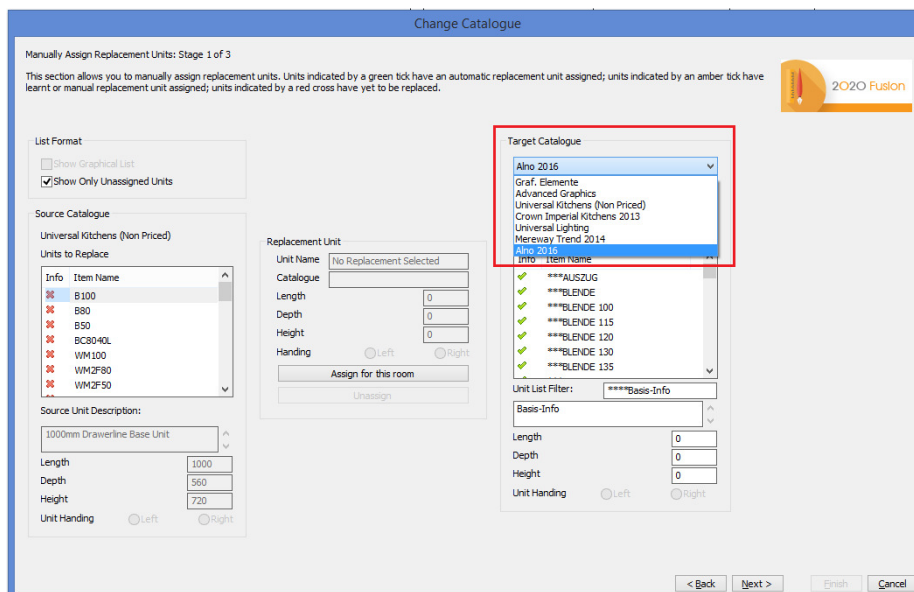 Change Catalogue
Manually Assign Replacement Units: Stage 1 of 3
This section allows you to manually assign replacement units. Units indicated by a green tick have an automatic replacement unit assigned; units indicated by an amber tick have
learnt or manual replacement unit assigned; units indicated by a red cross have yet to be replaced.
2020 Fusion
List Format
Show Graphical List
Show Only Unassigned Units
Source Catalogue
Universal Kitchens (Non Priced)
Units to Replace
Info Item Name
B100
B80
B50
BC8040L
WM100
WM2F80
WM2F50
Source Unit Description:
1000mm Drawerline Base Unit
Length 1000
Depth 560
Height 720
Unit Handing Left Right
Replacement Unit
Unit Name No Replacement Selected
Catalogue
Length 0
Depth 0
Height 0
Handing Left Right
Assign for this room
Unassign
Target Catalogue
Alno 2016
Graf. Elemente
Advanced Graphics
Universal Kitchens (Non Priced)
Crown Imperial Kitchens 2013
Universal Lighting
Mereway Trend 2014
Alno 2016
Info Item Name
***AUSZUG
***BLENDE
***BLENDE 100
***BLENDE 115
***BLENDE 120
***BLENDE 130
***BLENDE 135
Unit List Filter: ****Basis-Info
Basis-Info
Length 0
Depth 0
Height 0
Unit Handing Left Right
< Back Next > Finish Cancel